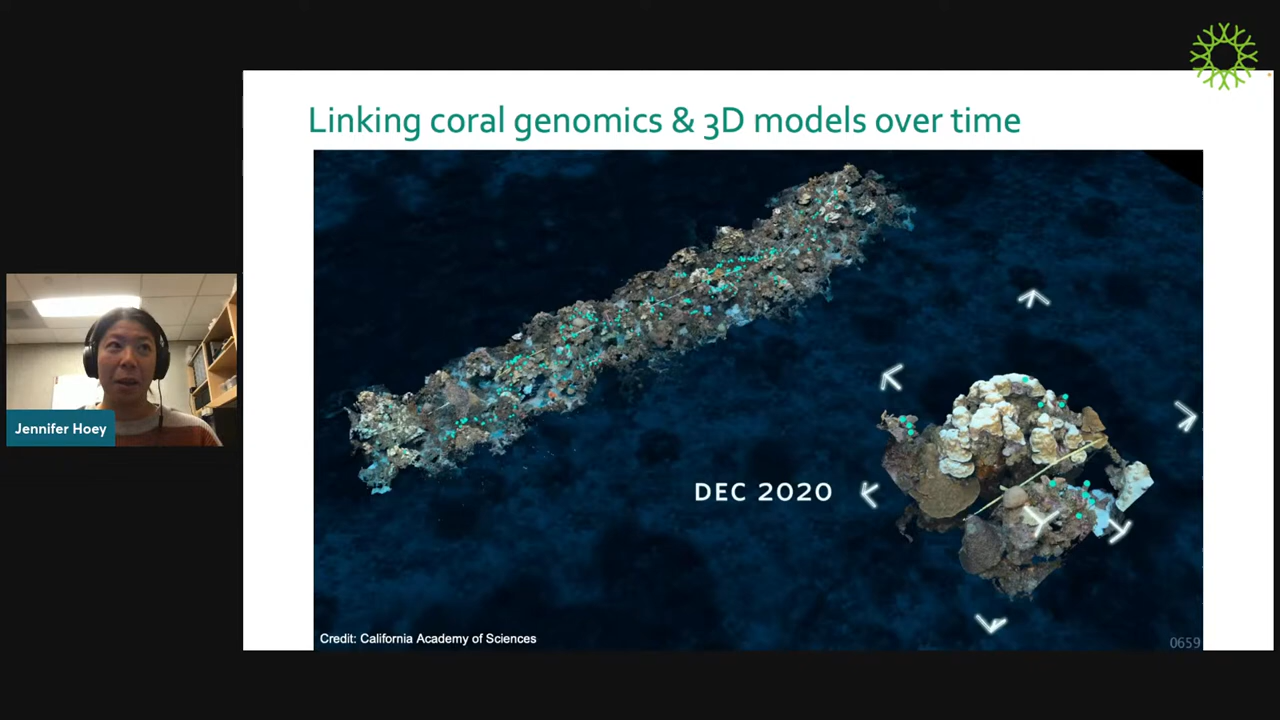 Linking coral genomics & 3D models over time
Jennifer Hoey
DEC 2020
Credit: California Academy of Sciences
0659